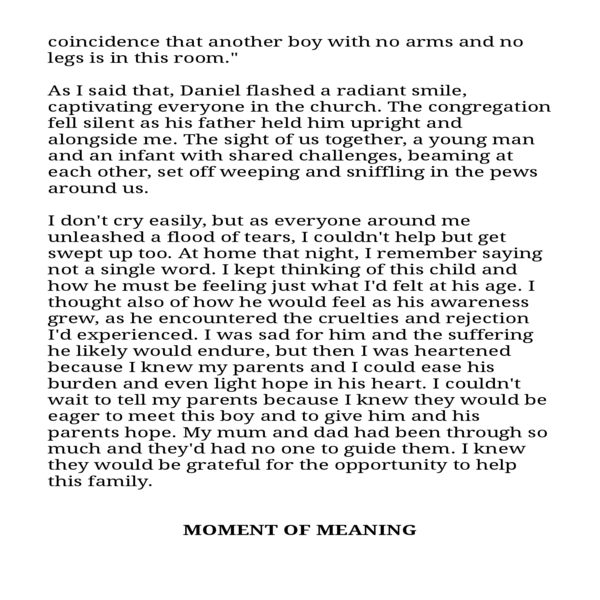 coincidence that another boy with no arms and no
legs is in this room."
As I said that, Daniel flashed a radiant smile,
captivating everyone in the church. The congregation
fell silent as his father held him upright and
alongside me. The sight of us together, a young man
and an infant with shared challenges, beaming at
each other, set off weeping and sniffling in the pews
around us.
I don't cry easily, but as everyone around me
unleashed a flood of tears, I couldn't help but get
swept up too. At home that night, I remember saying
not a single word. I kept thinking of this child and
how he must be feeling just what I'd felt at his age. I
thought also of how he would feel as his awareness
grew, as he encountered the cruelties and rejection
I'd experienced. I was sad for him and the suffering
he likely would endure, but then I was heartened
because I knew my parents and I could ease his
burden and even light hope in his heart. I couldn't
wait to tell my parents because I knew they would be
eager to meet this boy and to give him and his
parents hope. My mum and dad had been through so
much and they'd had no one to guide them. I knew
they would be grateful for the opportunity to help
this family.
MOMENT OF MEANING